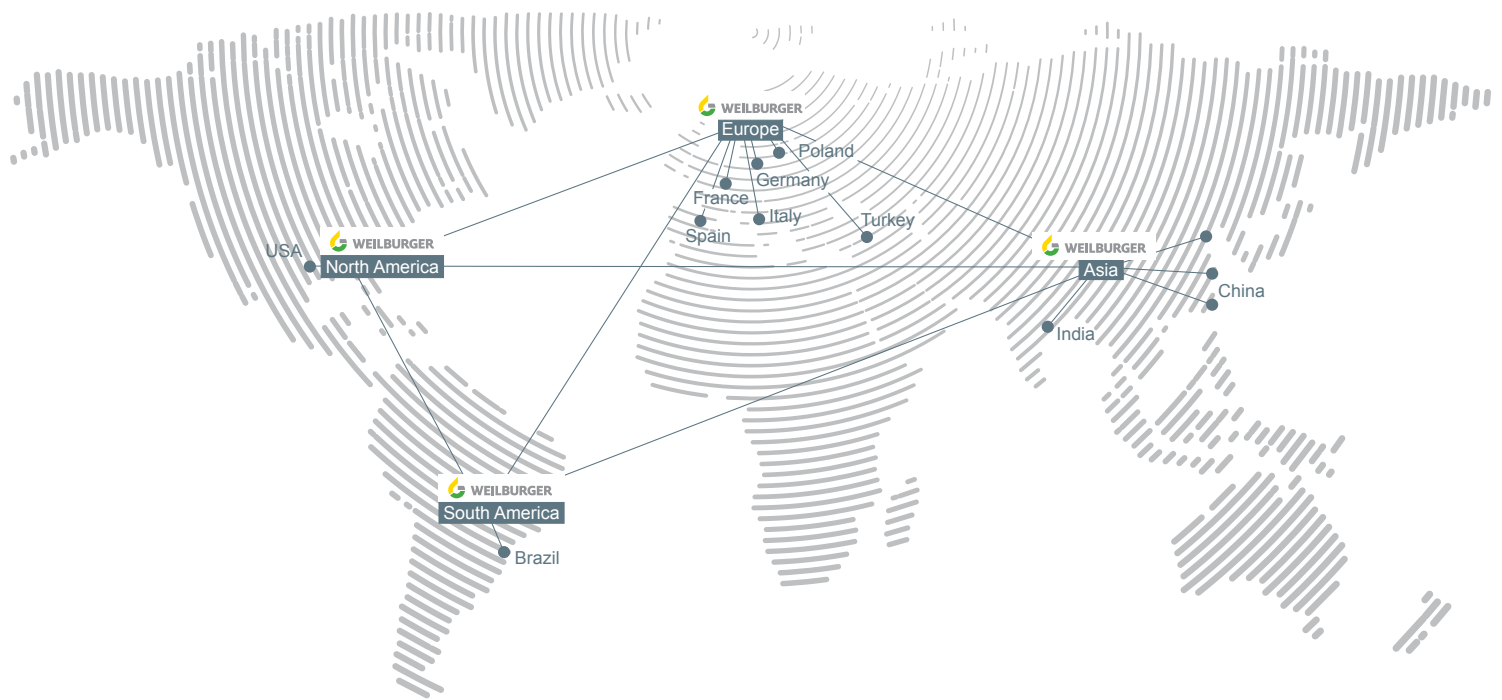 WEILBURGER
Europe
Poland
Germany
France
Italy
Spain
Turkey
WEILBURGER
USA
North America
WEILBURGER
Asia
China
India
WEILBURGER
South America
Brazil